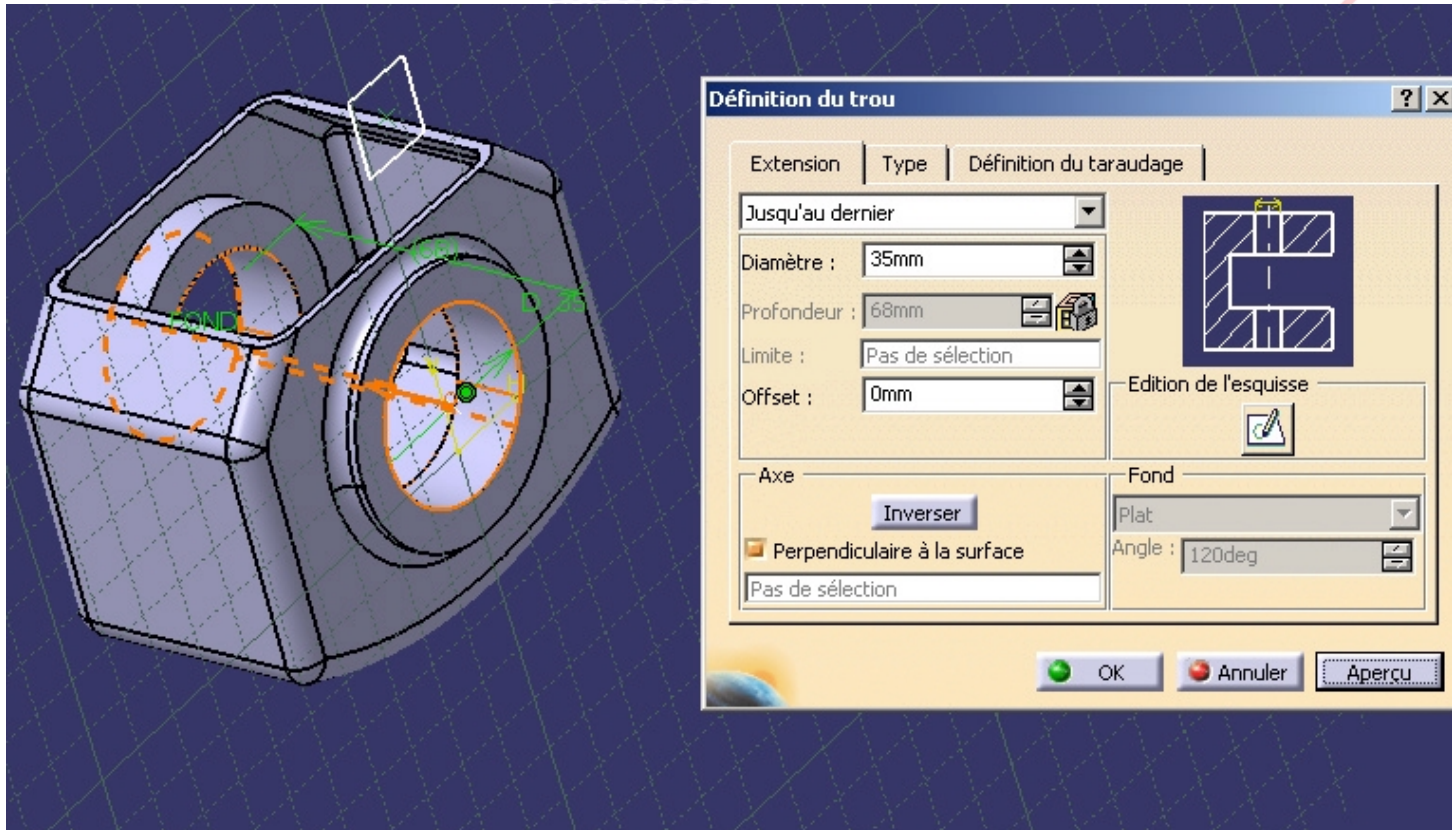 Définition du trou
? X
Extension Type Définition du taraudage
Jusqu'au dernier
Diamètre : 35mm
Profondeur : 68mm
Limite : Pas de sélection
Offset : 0mm
Edition de l'esquisse
Axe
Inverser
Perpendiculaire à la surface
Pas de sélection
Fond
Plat
Angle : 120deg
OK Annuler Aperçu
(68)
D 35
FOND
V
H